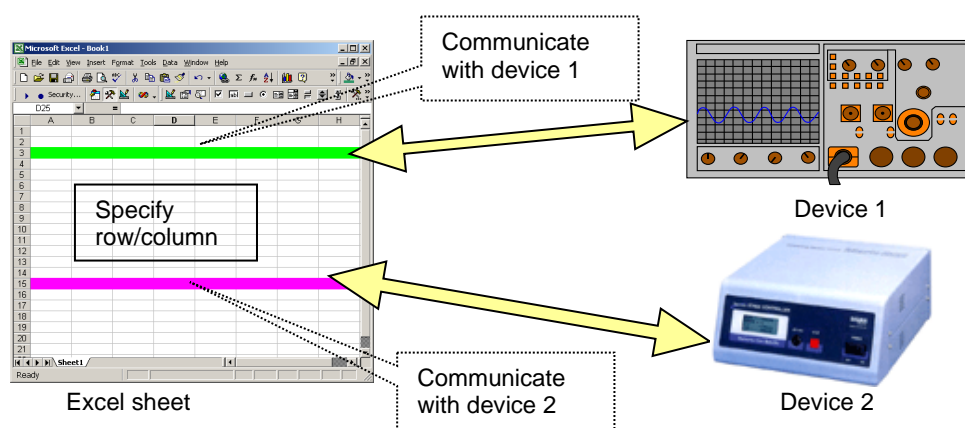 Communicate
with device 1
Microsoft Excel - Book1
File Edit View Insert Format Tools Data Window Help
Security...
D25 =
A B C D E F G H
1
2
3
4
5
6
7
8
9
10
11
12
13
14
15
16
17
18
19
20
21
Specify
row/column
Sheet1
Ready
Excel sheet
Communicate
with device 2
Device 1
Device 2